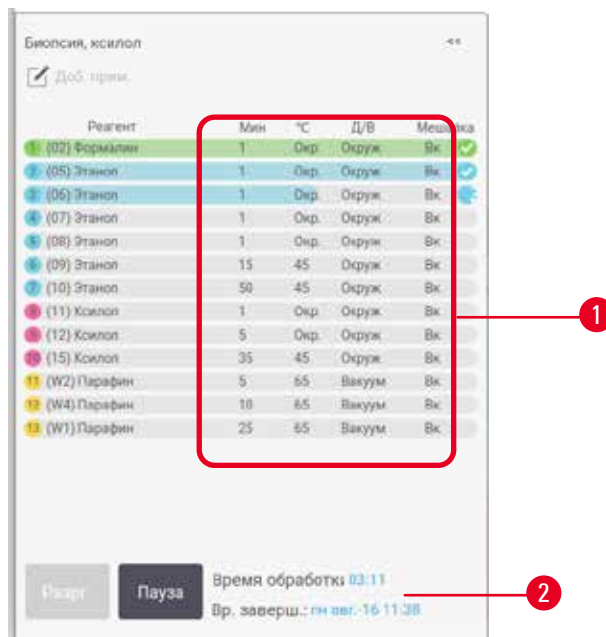 Биопсия, ксилол <<
Доб. прим.
Реагент Мин °C Д/В Мешалка
1 (02) Формалин 1 Окр. Окруж Вк
2 (05) Этанол 1 Окр. Окруж Вк
3 (06) Этанол 1 Окр. Окруж Вк
4 (07) Этанол 1 Окр. Окруж Вк
5 (08) Этанол 1 Окр. Окруж Вк
6 (09) Этанол 15 45 Окруж Вк
7 (10) Этанол 50 45 Окруж Вк
8 (11) Ксилол 1 Окр. Окруж Вк
9 (12) Ксилол 5 Окр. Окруж Вк
10 (15) Ксилол 35 45 Окруж Вк
11 (W2) Парафин 5 65 Вакуум Вк
12 (W4) Парафин 10 65 Вакуум Вк
13 (W1) Парафин 25 65 Вакуум Вк
1
Пауза
Время обработки 03:11
Вр. заверш.: пн авг.-16 11:38
2